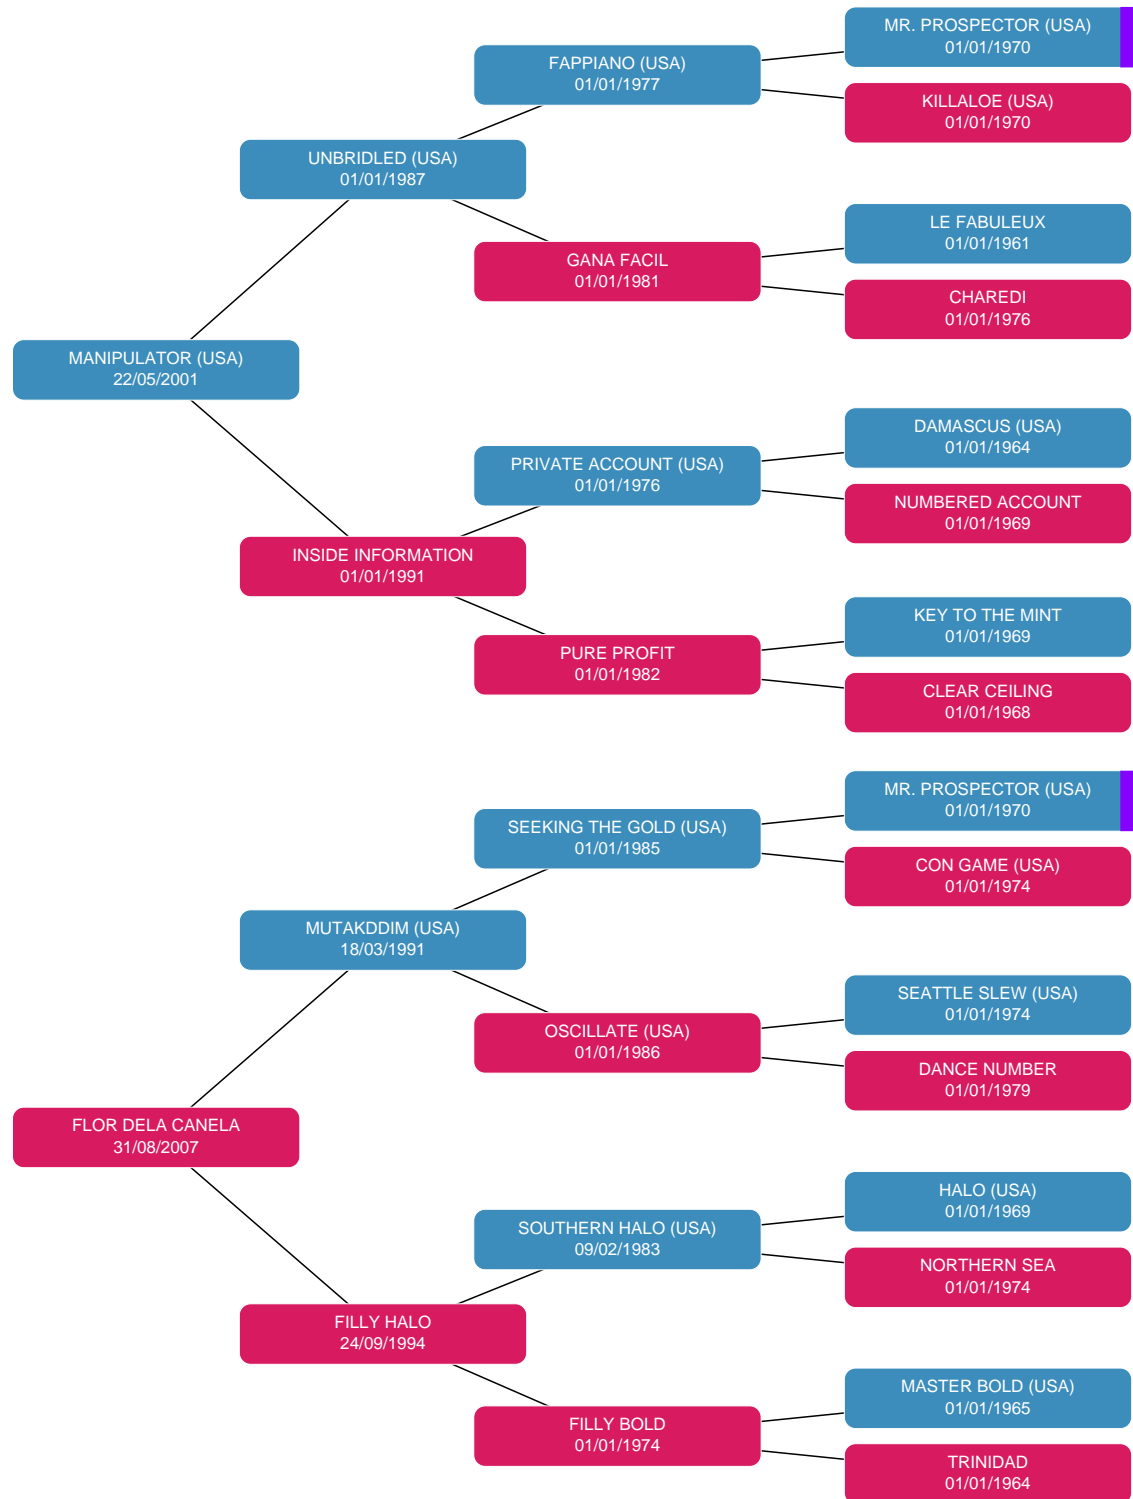 MR. PROSPECTOR (USA)
01/01/1970
FAPPIANO (USA)
01/01/1977
KILLALOE (USA)
01/01/1970
UNBRIDLED (USA)
01/01/1987
LE FABULEUX
01/01/1961
GANA FACIL
01/01/1981
CHAREDI
01/01/1976
MANIPULATOR (USA)
22/05/2001
DAMASCUS (USA)
01/01/1964
PRIVATE ACCOUNT (USA)
01/01/1976
NUMBERED ACCOUNT
01/01/1969
INSIDE INFORMATION
01/01/1991
KEY TO THE MINT
01/01/1969
PURE PROFIT
01/01/1982
CLEAR CEILING
01/01/1968
MR. PROSPECTOR (USA)
01/01/1970
SEEKING THE GOLD (USA)
01/01/1985
CON GAME (USA)
01/01/1974
MUTAKDDIM (USA)
18/03/1991
SEATTLE SLEW (USA)
01/01/1974
OSCILLATE (USA)
01/01/1986
DANCE NUMBER
01/01/1979
FLOR DELA CANELA
31/08/2007
HALO (USA)
01/01/1969
SOUTHERN HALO (USA)
09/02/1983
NORTHERN SEA
01/01/1974
FILLY HALO
24/09/1994
MASTER BOLD (USA)
01/01/1965
FILLY BOLD
01/01/1974
TRINIDAD
01/01/1964